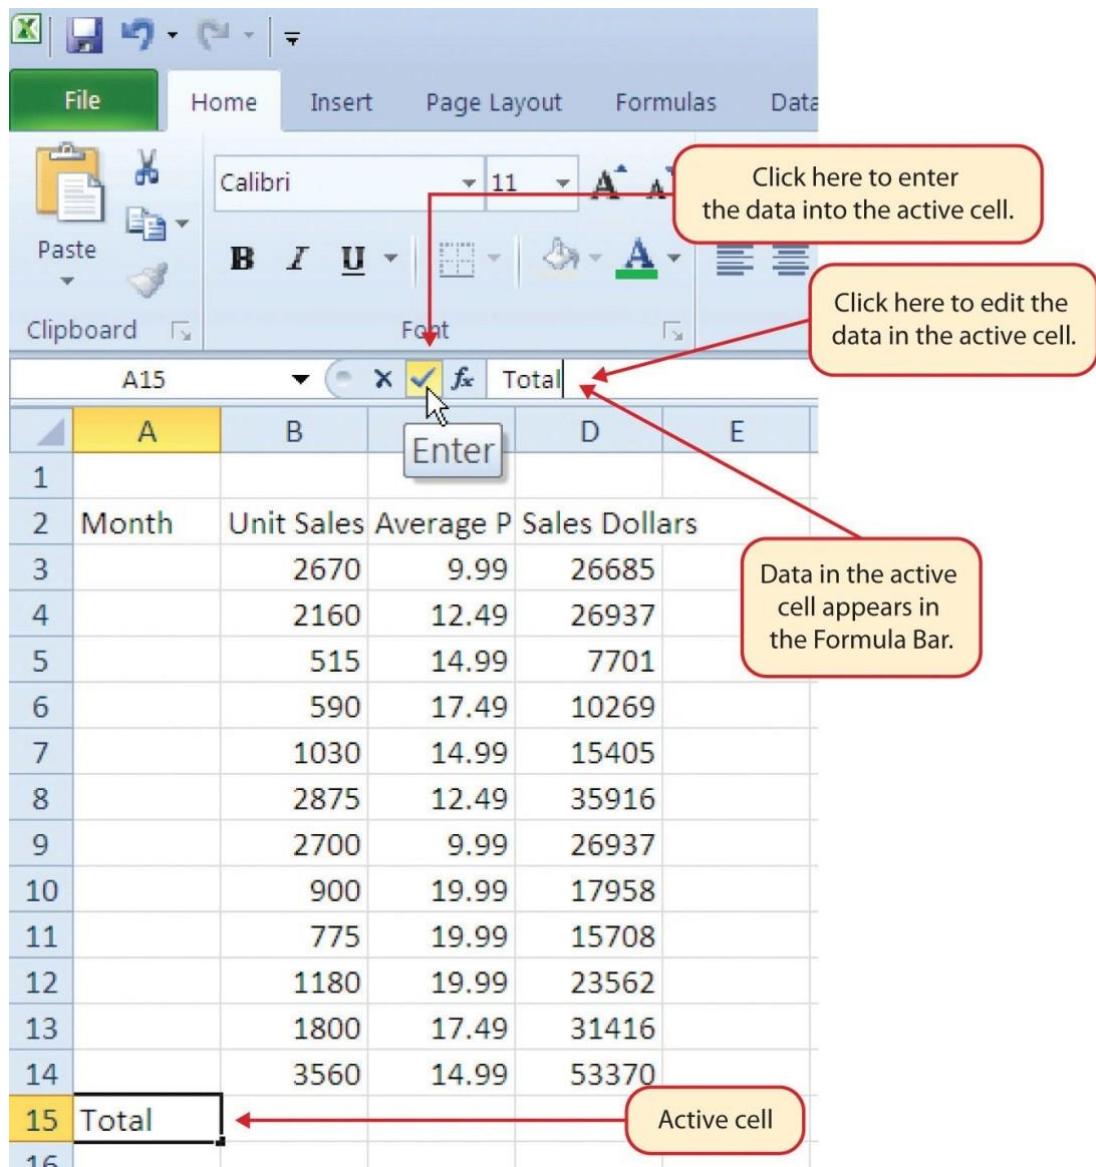 File Home Insert Page Layout Formulas Data
Calibri 11
Click here to enter
the data into the active cell.
Paste
B I U A
Click here to edit the
data in the active cell.
Clipboard Font
A15 fx Total
A B D E
Enter
1
2 Month Unit Sales Average P Sales Dollars
3 2670 9.99 26685
4 2160 12.49 26937
5 515 14.99 7701
6 590 17.49 10269
7 1030 14.99 15405
8 2875 12.49 35916
9 2700 9.99 26937
10 900 19.99 17958
11 775 19.99 15708
12 1180 19.99 23562
13 1800 17.49 31416
14 3560 14.99 53370
Data in the active
cell appears in
the Formula Bar.
15 Total
Active cell
16